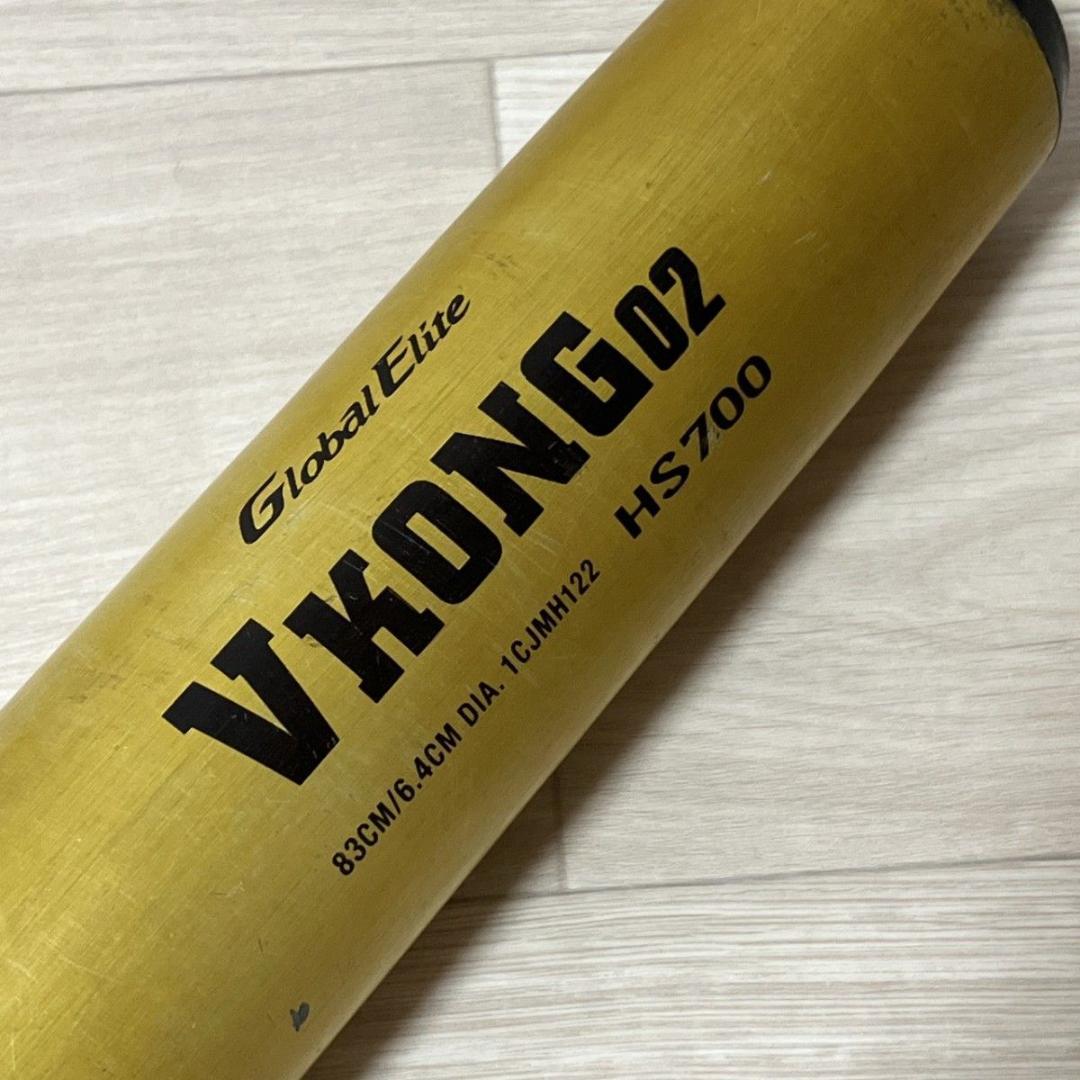 Global Elite
VKONG02
HS700
83CM/6.4CM DIA. 1CJMH122